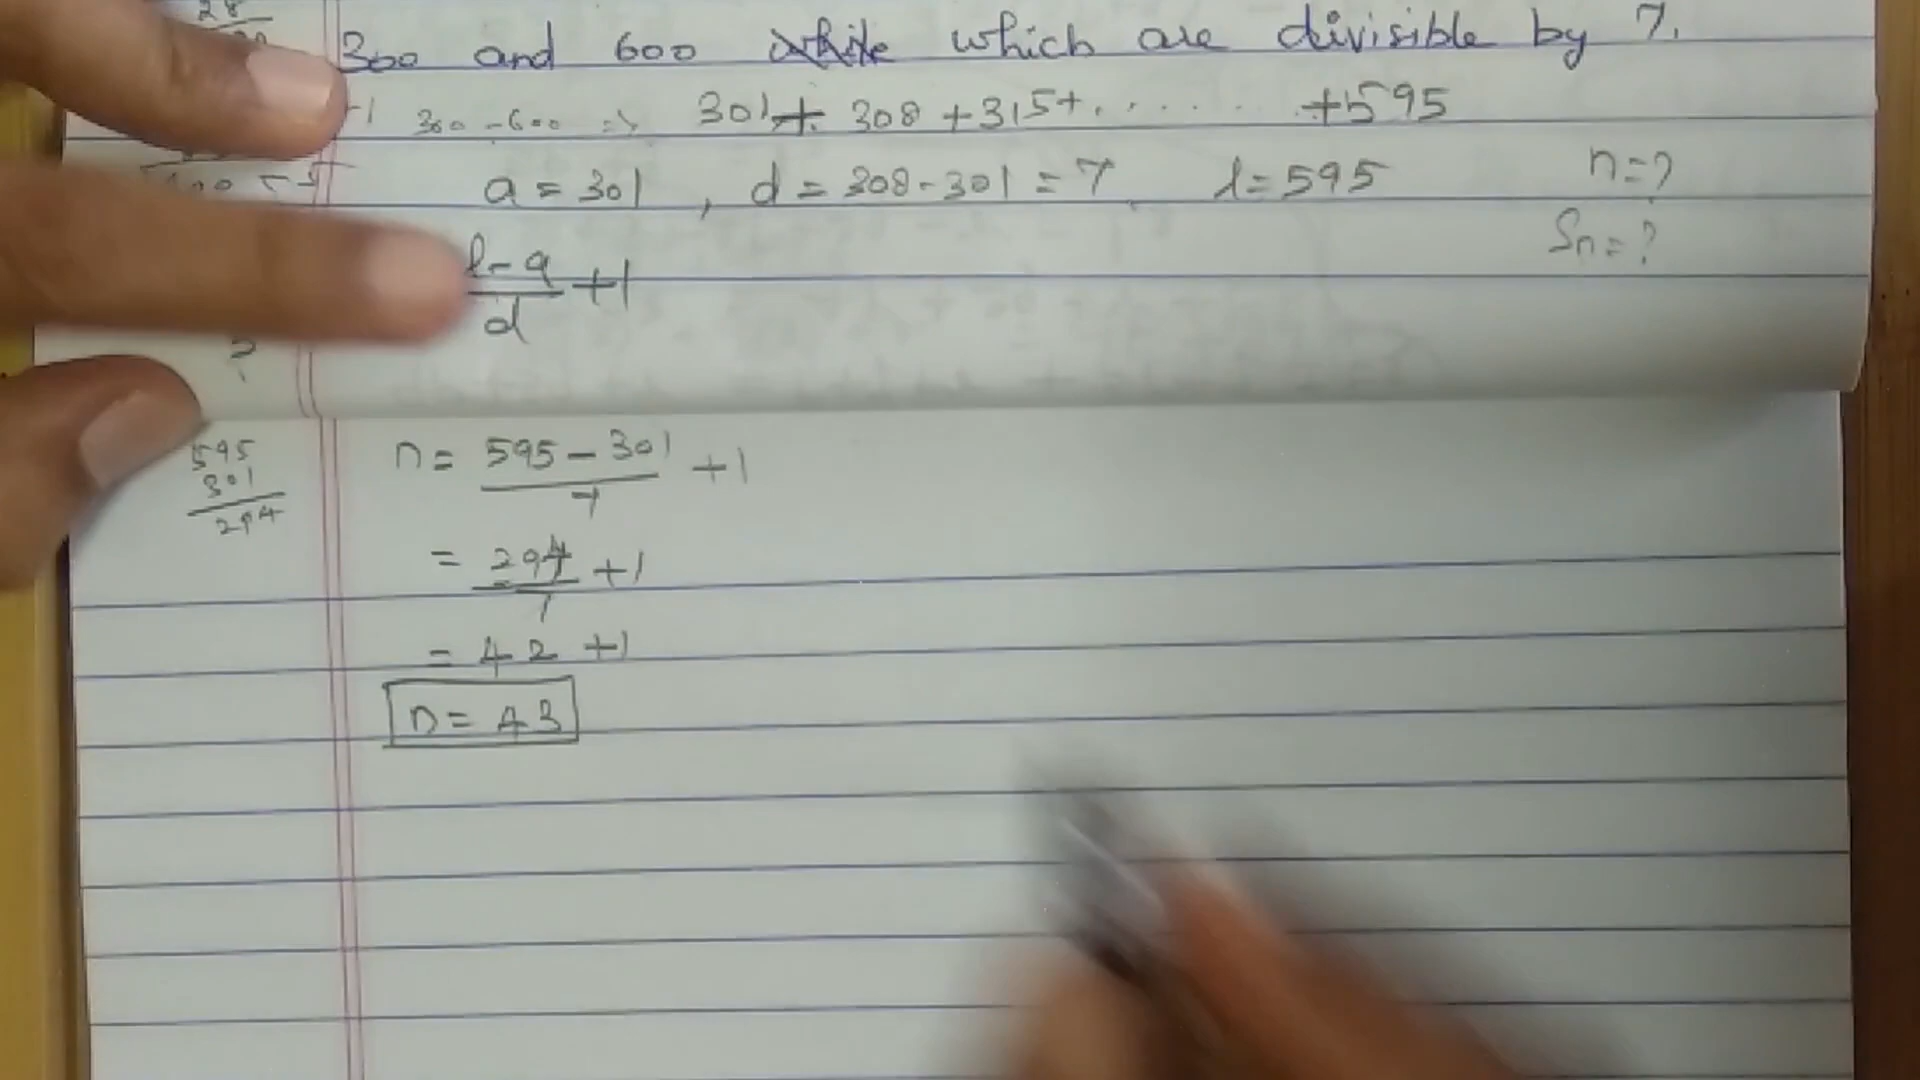 28
300 and 600 while which are divisible by 7.
300-600 => 301 + 308 + 315 + ....... + 595
a = 301 , d = 308 - 301 = 7 l = 595 n = ?
Sn = ?
l - a / d + 1
?
595
301
294
n = 595 - 301 / 7 + 1
= 294 / 7 + 1
= 42 + 1
n = 43